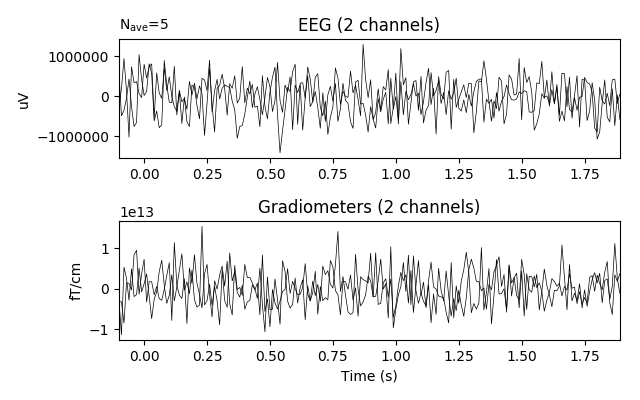 Nave=5
EEG (2 channels)
uV
1000000
0
−1000000
0.00 0.25 0.50 0.75 1.00 1.25 1.50 1.75
1e13
Gradiometers (2 channels)
fT/cm
1
0
−1
0.00 0.25 0.50 0.75 1.00 1.25 1.50 1.75
Time (s)